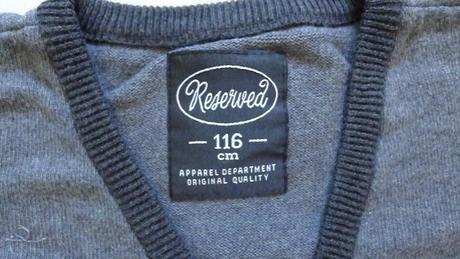 Reserved
— 116 —
cm
APPAREL DEPARTMENT
ORIGINAL QUALITY